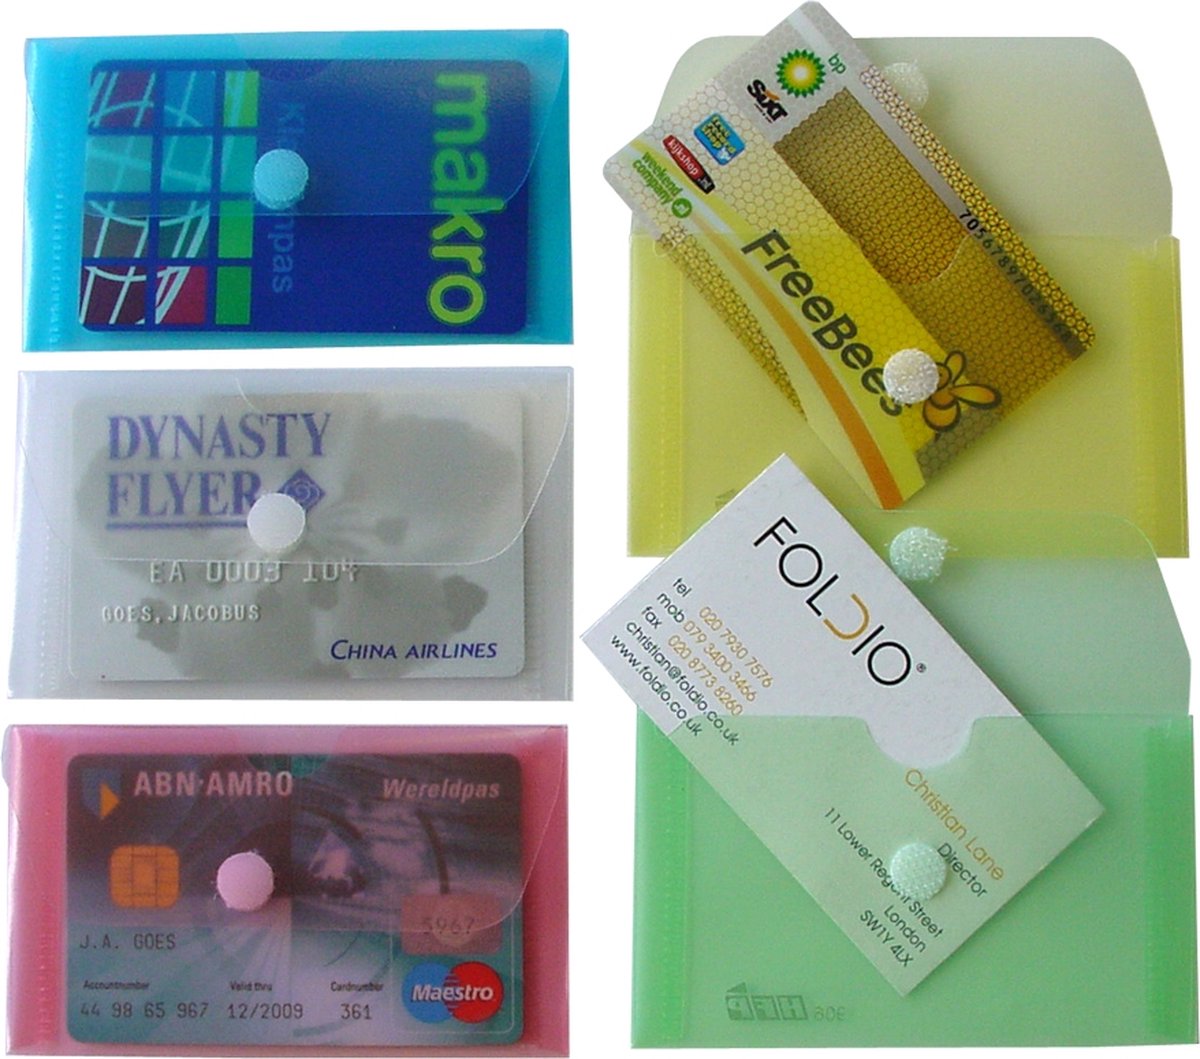 makro
DYNASTY
FLYER
EA 0003 104
GOES, JACOBUS
CHINA AIRLINES
ABN·AMRO
Wereldpas
5967
J.A. GOES
Accountnumber
Valid thru
Cardnumber
44 98 65 967
12/2009
361
Maestro
bp
SiXT
kijkshop.nl
weekend
company
FreeBees
FOLDIO®
tel 020 7930 7676
mob 079 3400 3466
fax 020 8773 8260
christian@foldio.co.uk
www.foldio.co.uk
Christian Lane
Director
11 Lower Regent Street
London
SW1Y 4LX